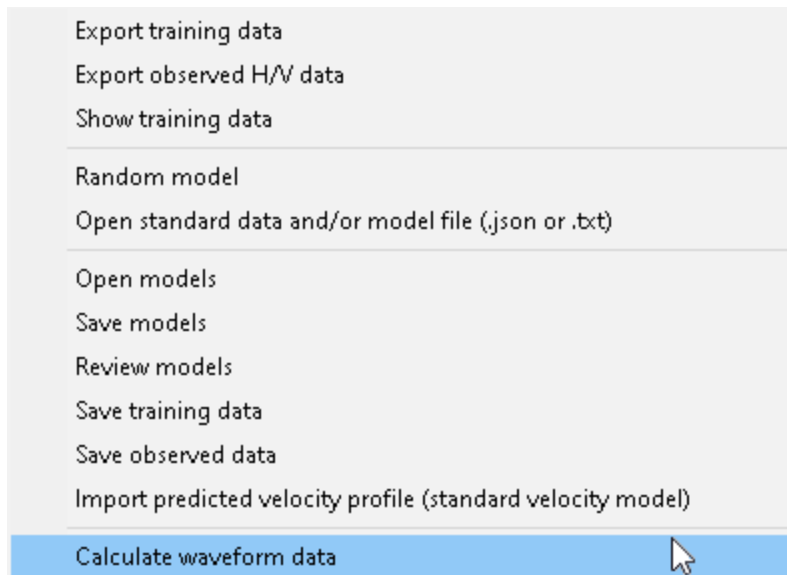 Export training data
Export observed H/V data
Show training data
Random model
Open standard data and/or model file (.json or .txt)
Open models
Save models
Review models
Save training data
Save observed data
Import predicted velocity profile (standard velocity model)
Calculate waveform data